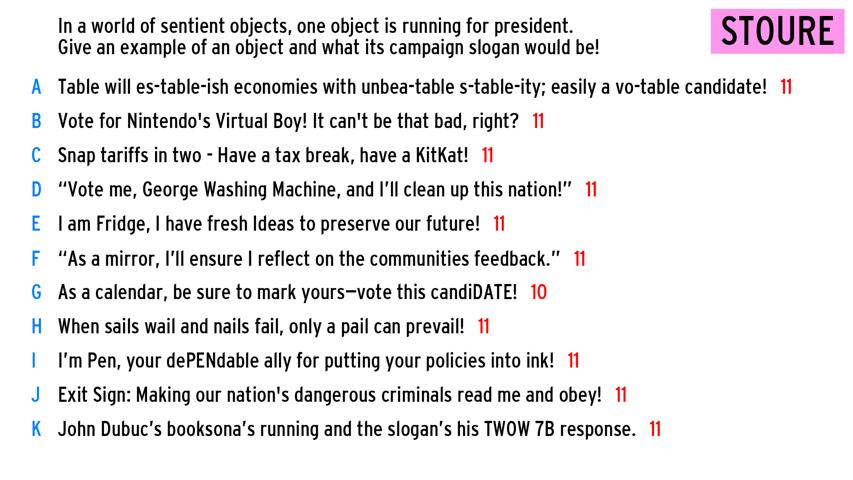 In a world of sentient objects, one object is running for president.
Give an example of an object and what its campaign slogan would be!
STOURE
A Table will es-table-ish economies with unbea-table s-table-ity; easily a vo-table candidate! 11
B Vote for Nintendo's Virtual Boy! It can't be that bad, right? 11
C Snap tariffs in two - Have a tax break, have a KitKat! 11
D “Vote me, George Washing Machine, and I’ll clean up this nation!” 11
E I am Fridge, I have fresh Ideas to preserve our future! 11
F “As a mirror, I’ll ensure I reflect on the communities feedback.” 11
G As a calendar, be sure to mark yours—vote this candiDATE! 10
H When sails wail and nails fail, only a pail can prevail! 11
I I’m Pen, your dePENdable ally for putting your policies into ink! 11
J Exit Sign: Making our nation's dangerous criminals read me and obey! 11
K John Dubuc’s booksona’s running and the slogan’s his TWOW 7B response. 11